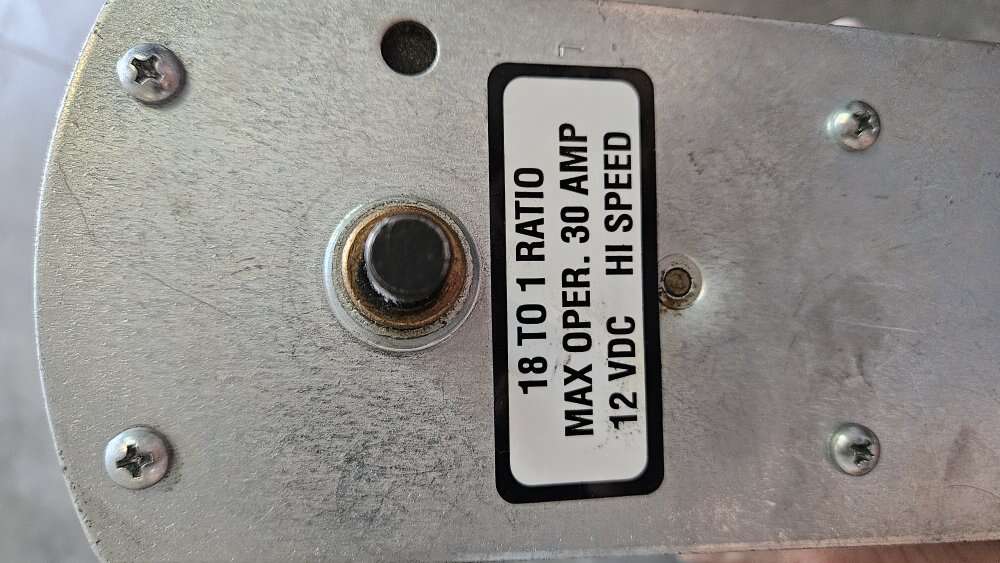 18 TO 1 RATIO
MAX OPER. 30 AMP
12 VDC HI SPEED